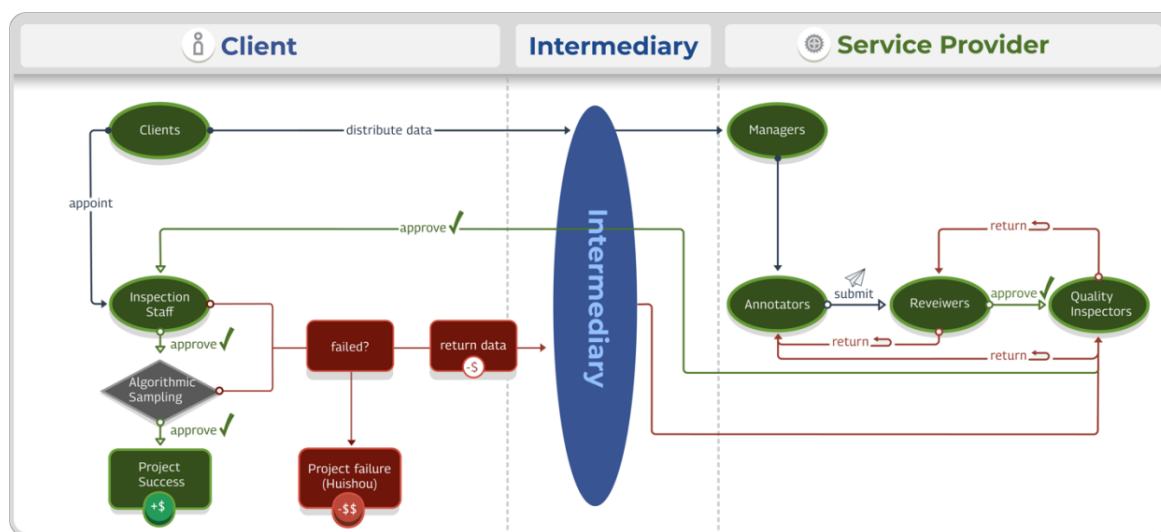 Client
Intermediary
Service Provider
Clients
distribute data
Managers
appoint
approve
return
Intermediary
Inspection
Staff
Annotators
submit
Reveiwers
approve
Quality
Inspectors
approve
failed?
return data
-$
return
return
Algorithmic
Sampling
approve
Project
Success
+$
Project failure
(Huishou)
-$$